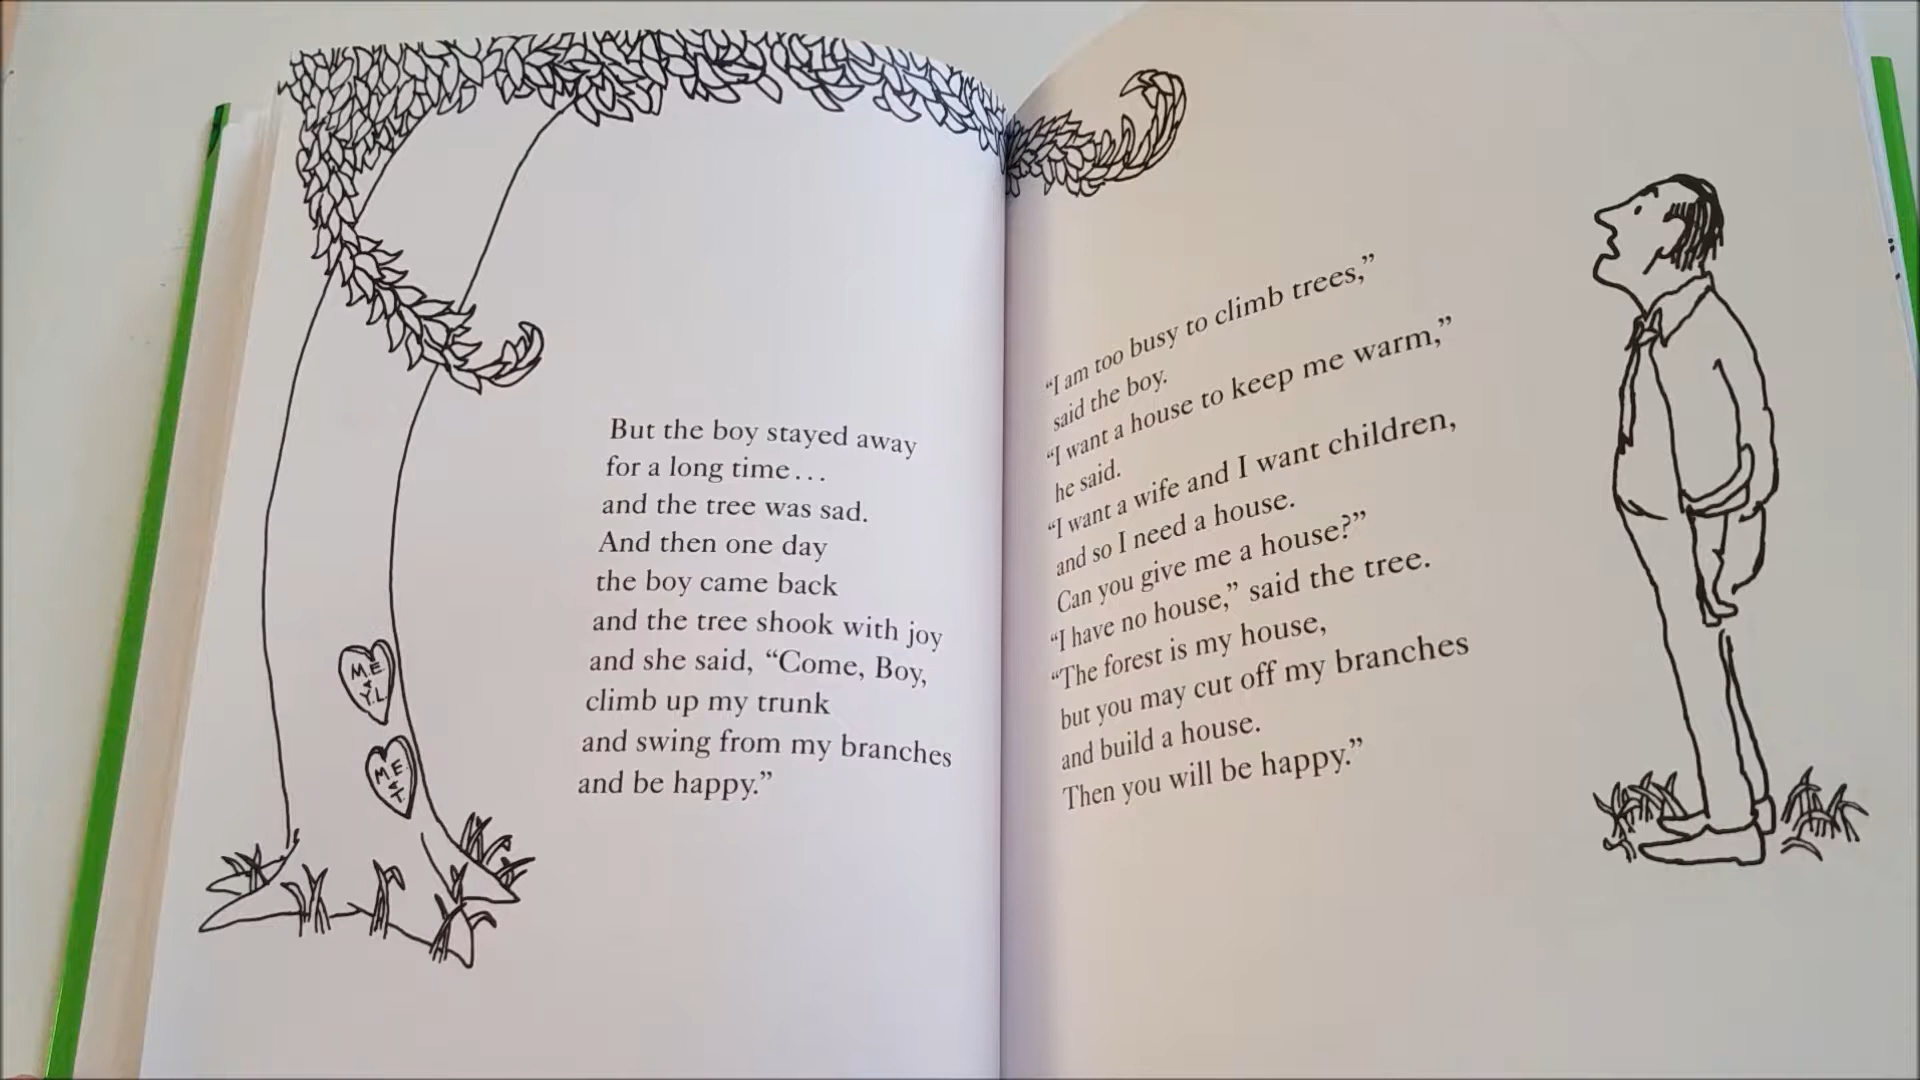 M.E.
+
Y.L.
M.E.
+
T.
But the boy stayed away
for a long time . . .
and the tree was sad.
And then one day
the boy came back
and the tree shook with joy
and she said, “Come, Boy,
climb up my trunk
and swing from my branches
and be happy.”
“I am too busy to climb trees,”
said the boy.
“I want a house to keep me warm,”
he said.
“I want a wife and I want children,
and so I need a house.
Can you give me a house?”
“I have no house,” said the tree.
“The forest is my house,
but you may cut off my branches
and build a house.
Then you will be happy.”